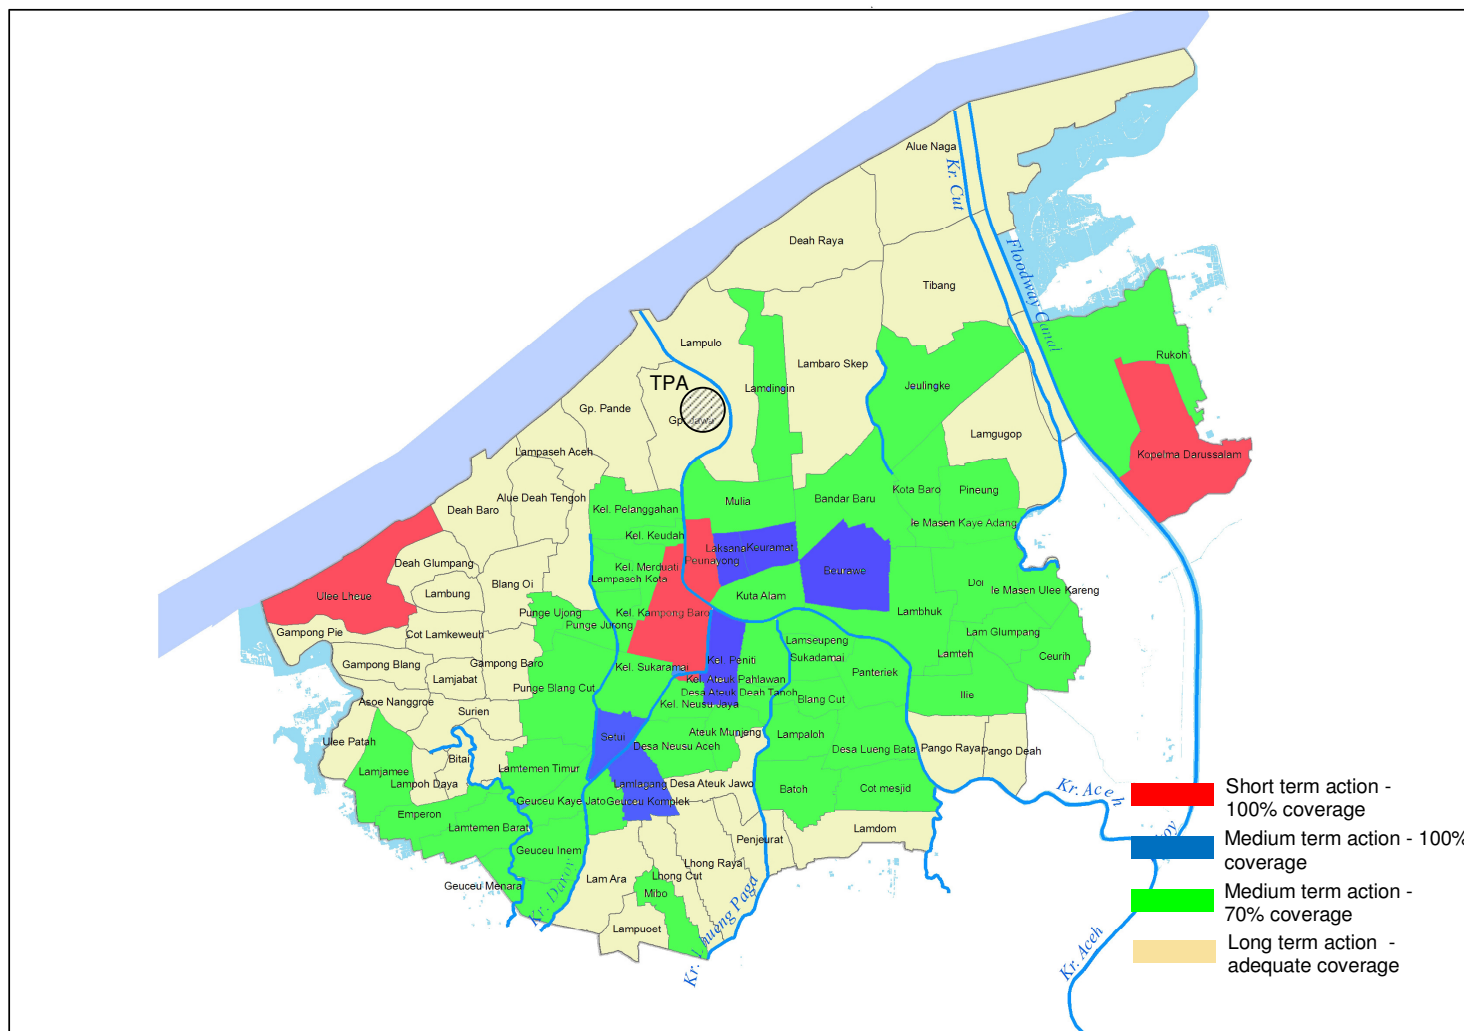 Alue Naga
Kr. Cut
Deah Raya
Floodway Canal
Tibang
Lampulo
Rukoh
Lambaro Skep
TPA
Lamdingin
Jeulingke
Gp. Pande
Gp. Jawa
Lamgugop
Lampaseh Aceh
Kopelma Darussalam
Alue Deah Tengoh
Kota Baro
Pineung
Deah Baro
Kel. Pelanggahan
Mulia
Bandar Baru
Ie Masen Kaye Adang
Kel. Keudah
Laksana
Keuramat
Deah Glumpang
Kel. Merduati
Peunayong
Lampaseh Kota
Beurawe
Blang Oi
Doi
Ie Masen Ulee Kareng
Ulee Lheue
Lambung
Kuta Alam
Punge Ujong
Kel. Kampong Baro
Lambhuk
Punge Jurong
Gampong Pie
Cot Lamkeweuh
Lam Glumpang
Lamseupeng
Gampong Blang
Gampong Baro
Kel. Sukaramai
Kel. Peniti
Sukadamai
Lamteh
Ceurih
Lamjabat
Kel. Ateuk Pahlawan
Panteriek
Punge Blang Cut
Desa Ateuk Deah Tanoh
Asoe Nanggroe
Kel. Neusu Jaya
Blang Cut
Ilie
Surien
Ulee Patah
Setui
Ateuk Munjeng
Lampaloh
Desa Neusu Aceh
Desa Lueng Bata
Pango Raya
Pango Deah
Bitai
Lamjamee
Lamtemen Timur
Lampoh Daya
Lamlagang
Desa Ateuk Jawo
Batoh
Cot mesjid
Kr. Aceh
Short term action -
100% coverage
Geuceu Kaye Jato
Geuceu Komplek
Emperon
Lamtemen Barat
Lamdom
Medium term action - 100%
coverage
Penjeurat
Geuceu Inem
Lhong Raya
Geuceu Menara
Lam Ara
Lhong Cut
Medium term action -
70% coverage
Mibo
Kr. Daroy
Kr. Lhueng Paga
Lampuoet
Kr. Aceh
Long term action -
adequate coverage